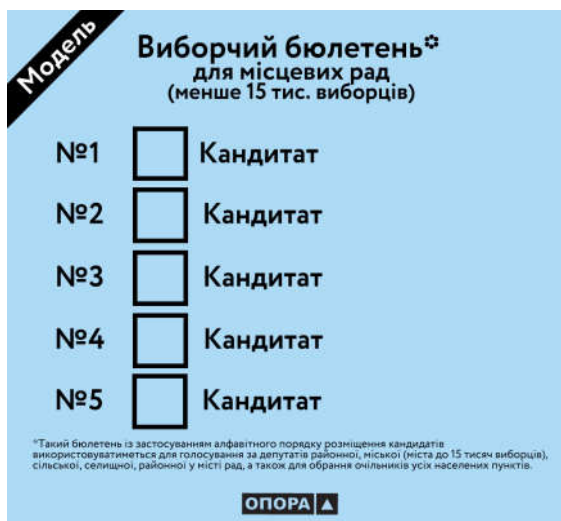 Модель
Виборчий бюлетень*
для місцевих рад
(менше 15 тис. виборців)
№1 Кандитат
№2 Кандитат
№3 Кандитат
№4 Кандитат
№5 Кандитат
*Такий бюлетень із застосуванням алфавітного порядку розміщення кандидатів
використовуватиметься для голосування за депутатів районної, міської (міста до 15 тисяч виборців),
сільської, селищної, районної у місті рад, а також для обрання очільників усіх населених пунктів.
ОПОРА